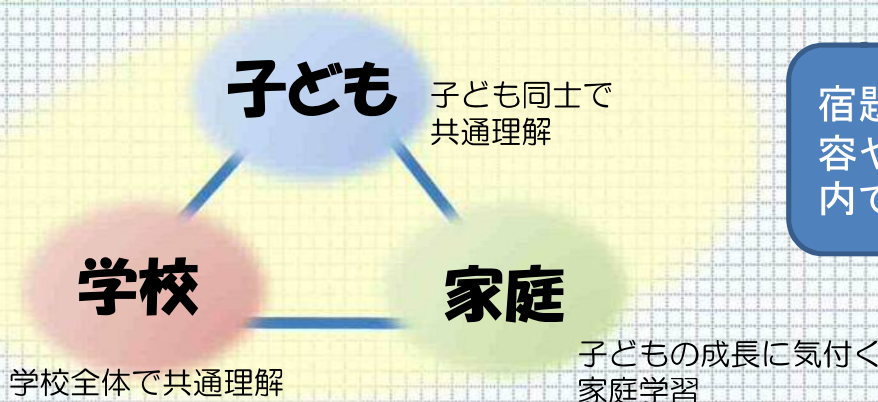 子ども
子ども同士で
共通理解
宿題
容や
内で
学校
家庭
学校全体で共通理解
子どもの成長に気付く
家庭学習